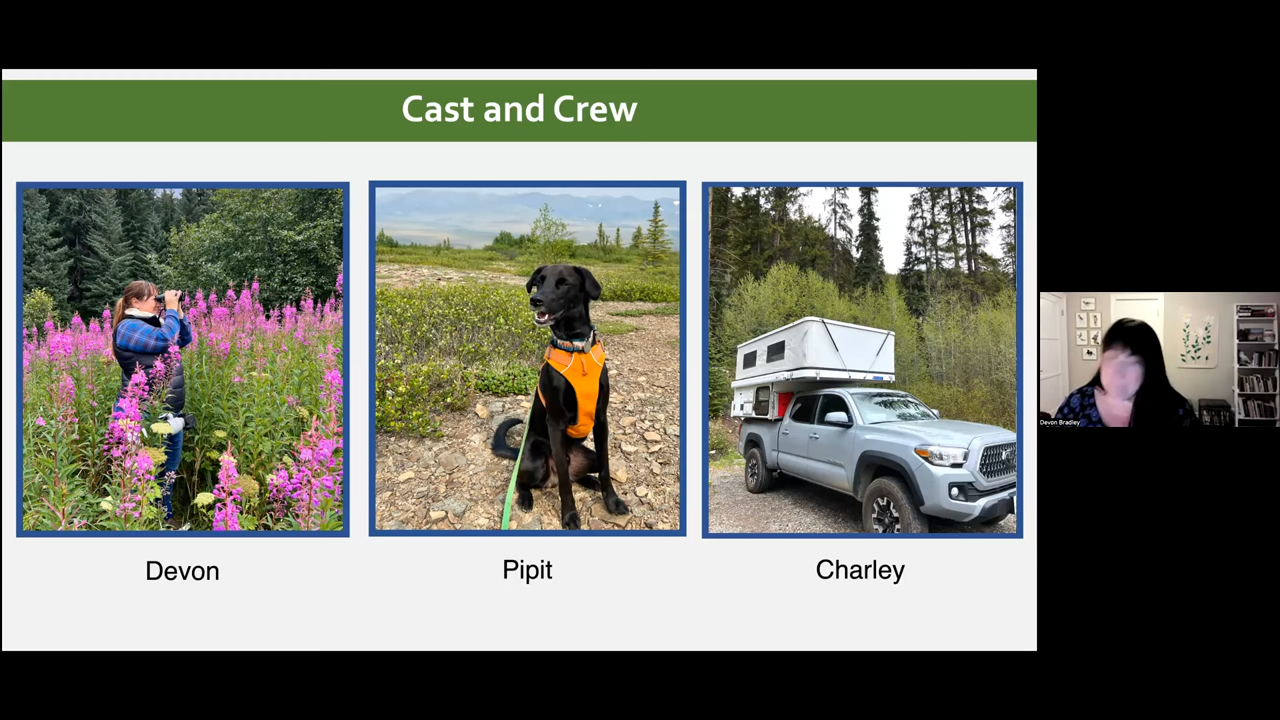 Cast and Crew
Devon
Pipit
Charley
Devon Bradley